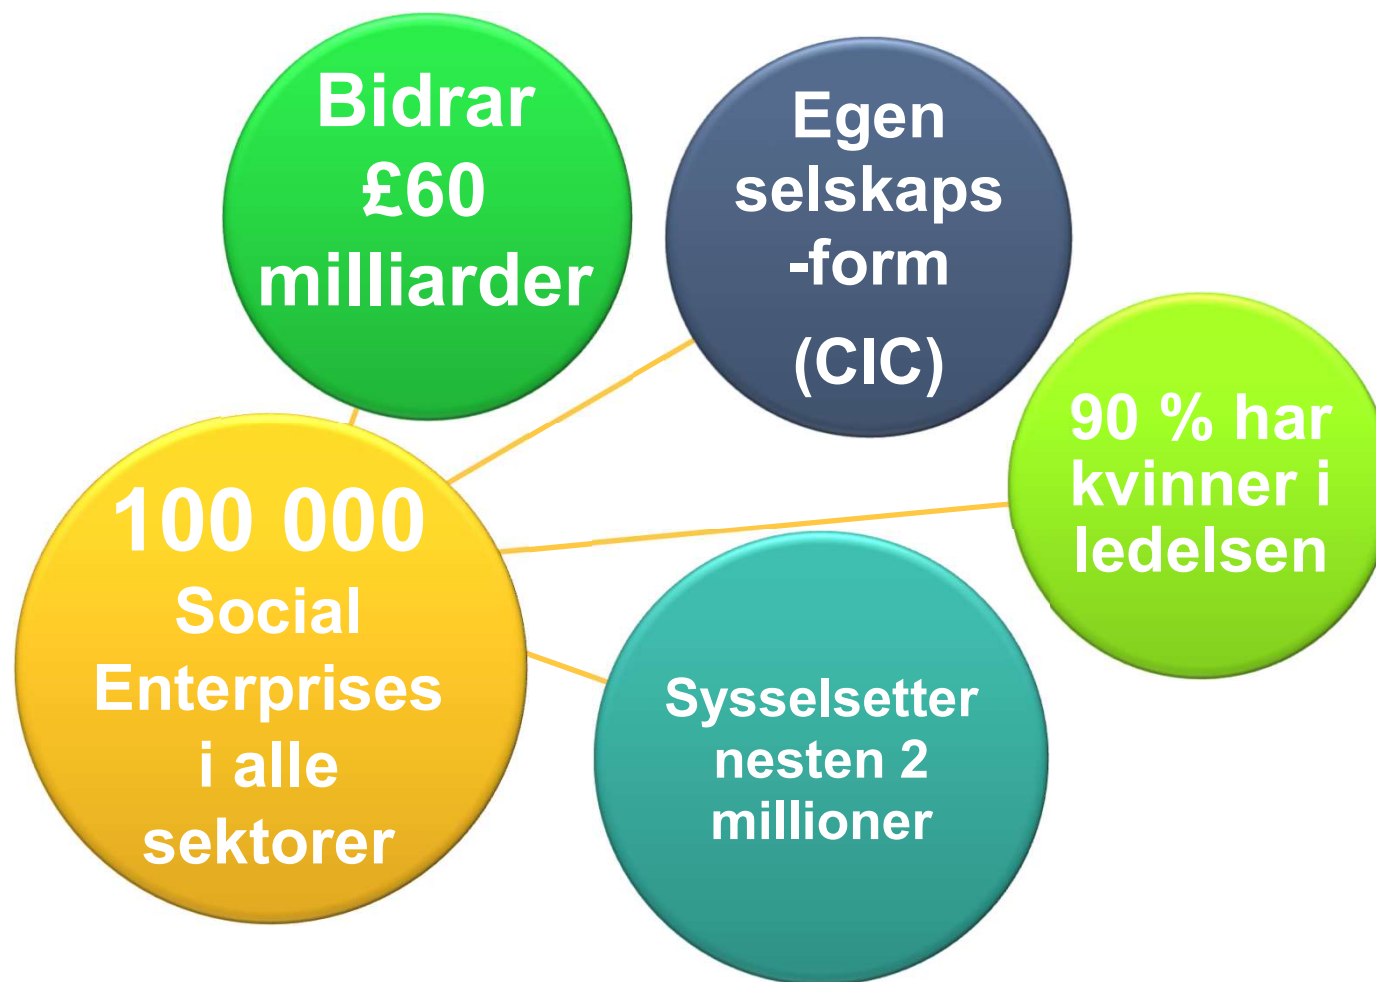 Bidrar
£60
milliarder
Egen
selskaps
-form
(CIC)
90 % har
kvinner i
ledelsen
100 000
Social
Enterprises
i alle
sektorer
Sysselsetter
nesten 2
millioner